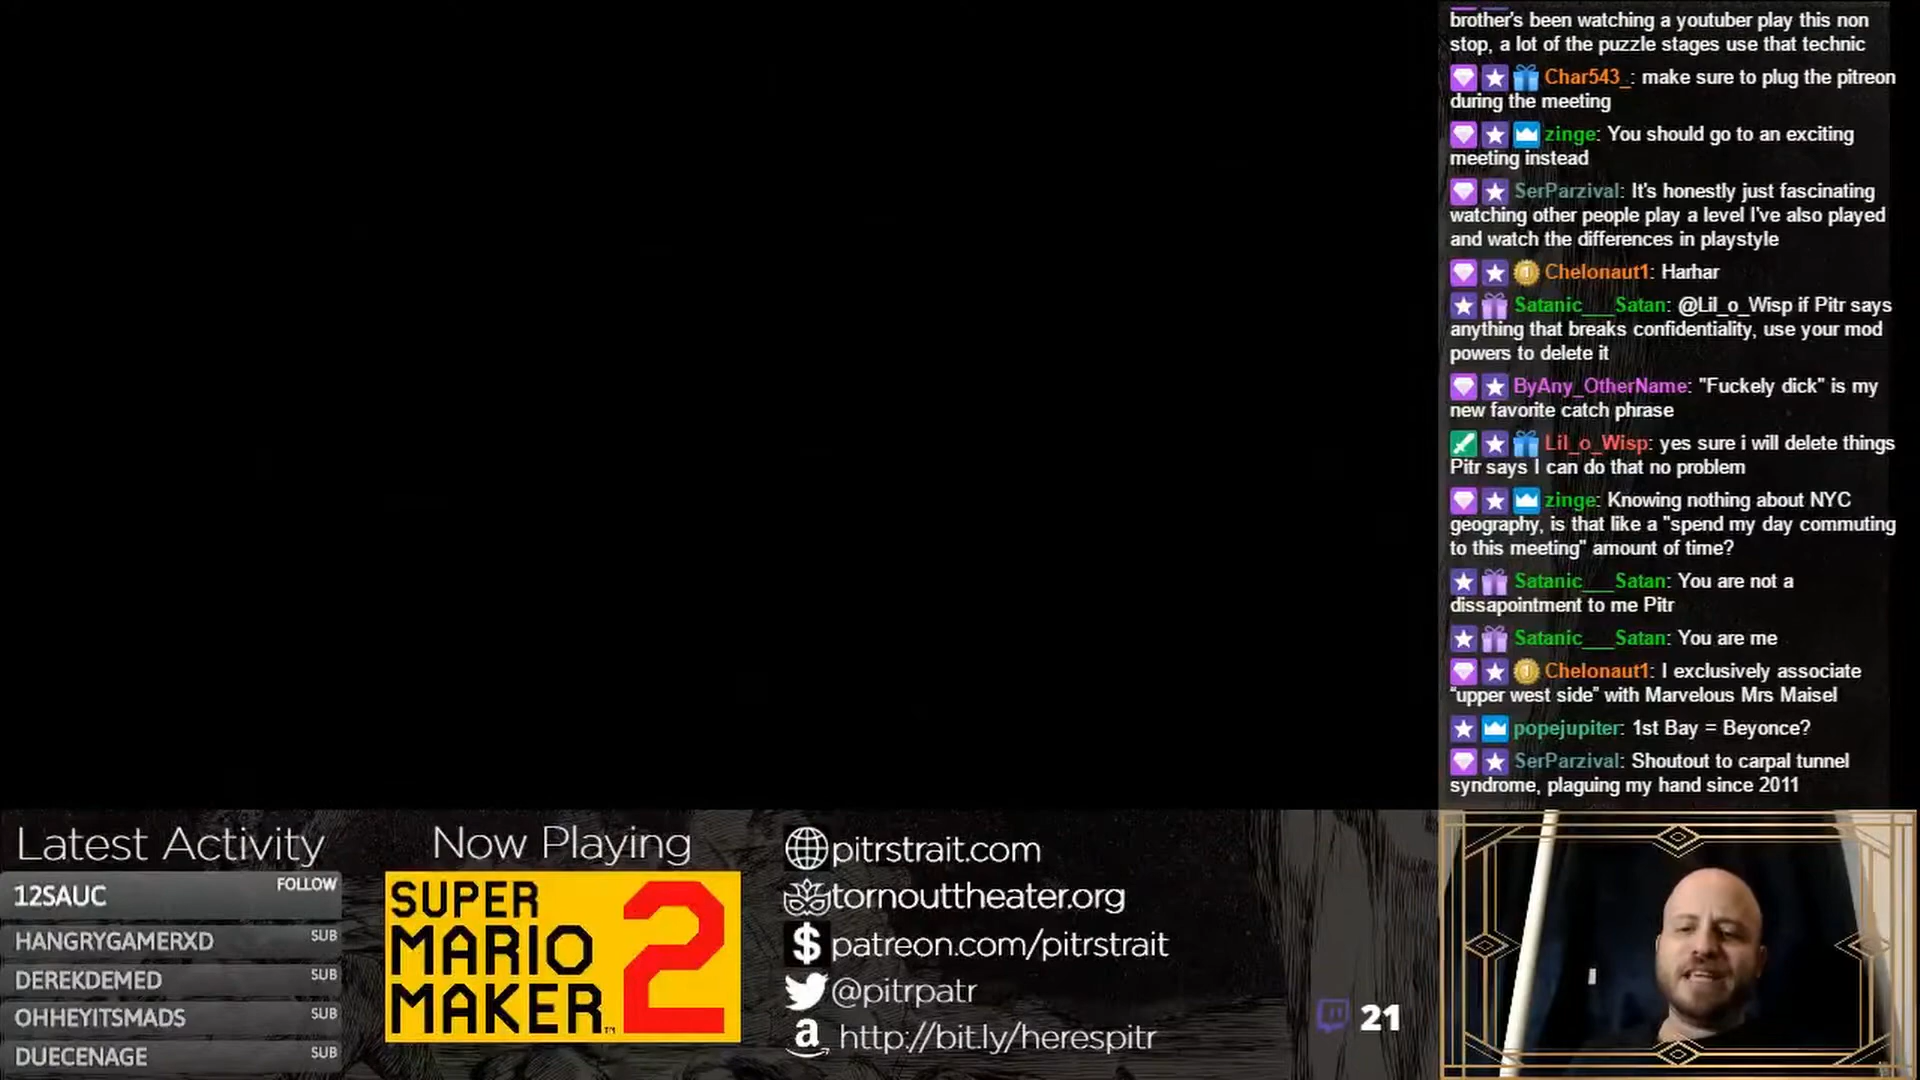 brother's been watching a youtuber play this non
stop, a lot of the puzzle stages use that technic
Char543_: make sure to plug the pitreon
during the meeting
zinge: You should go to an exciting
meeting instead
SerParzival: It's honestly just fascinating
watching other people play a level I've also played
and watch the differences in playstyle
Chelonaut1: Harhar
Satanic___Satan: @Lil_o_Wisp if Pitr says
anything that breaks confidentiality, use your mod
powers to delete it
ByAny_OtherName: "Fuckely dick" is my
new favorite catch phrase
Lil_o_Wisp: yes sure i will delete things
Pitr says I can do that no problem
zinge: Knowing nothing about NYC
geography, is that like a "spend my day commuting
to this meeting" amount of time?
Satanic___Satan: You are not a
dissapointment to me Pitr
Satanic___Satan: You are me
Chelonaut1: I exclusively associate
“upper west side” with Marvelous Mrs Maisel
popejupiter: 1st Bay = Beyonce?
SerParzival: Shoutout to carpal tunnel
syndrome, plaguing my hand since 2011
Latest Activity
12SAUC FOLLOW
HANGRYGAMERXD SUB
DEREKDEMED SUB
OHHEYITSMADS SUB
DUECENAGE SUB
Now Playing
SUPER
MARIO
MAKER 2
TM
pitrstrait.com
tornouttheater.org
$ patreon.com/pitrstrait
@pitrpatr
a http://bit.ly/herespitr
21